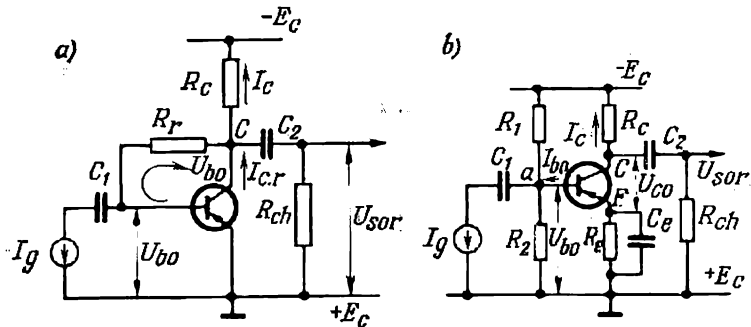 a)
-E_c
R_c
I_c
R_r
C
C_2
C_1
U_bo
I_c.r
R_ch
U_sor
I_g
U_bo
+E_c
b)
-E_c
R_1
I_c
R_c
C_2
C_1
I_bo
a
C
U_sor
U_co
E
I_g
R_2
U_bo
R_e
C_e
R_ch
+E_c